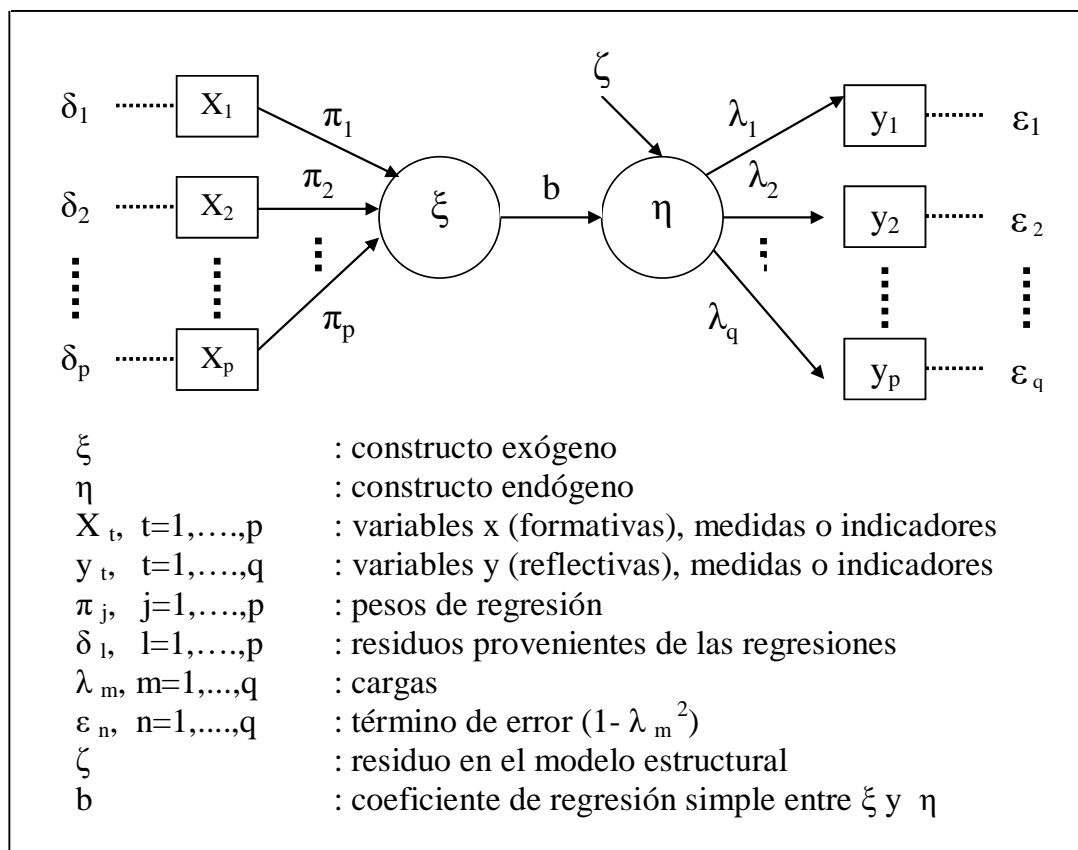 ζ
δ1 X1 π1 λ1 y1 ε1
δ2 X2 π2 ξ b η λ2 y2 ε2
πp λq
δp Xp yp εq
ξ : constructo exógeno
η : constructo endógeno
X t, t=1,….,p : variables x (formativas), medidas o indicadores
y t, t=1,….,q : variables y (reflectivas), medidas o indicadores
π j, j=1,….,p : pesos de regresión
δ l, l=1,….,p : residuos provenientes de las regresiones
λ m, m=1,...,q : cargas
ε n, n=1,....,q : término de error (1- λ m ²)
ζ : residuo en el modelo estructural
b : coeficiente de regresión simple entre ξ y η